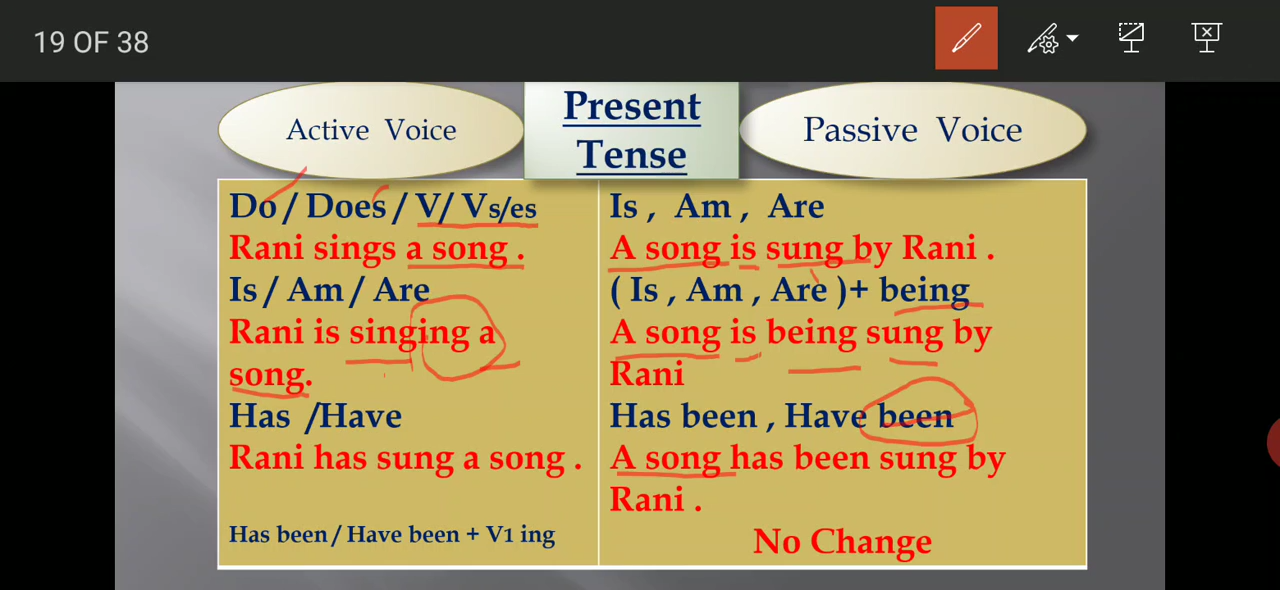 19 OF 38
Active Voice
Present
Tense
Passive Voice
Do / Does / V/ Vs/es
Rani sings a song .
Is / Am / Are
Rani is singing a
song.
Has /Have
Rani has sung a song .
Has been / Have been + V1 ing
Is , Am , Are
A song is sung by Rani .
( Is , Am , Are )+ being
A song is being sung by
Rani
Has been , Have been
A song has been sung by
Rani .
No Change